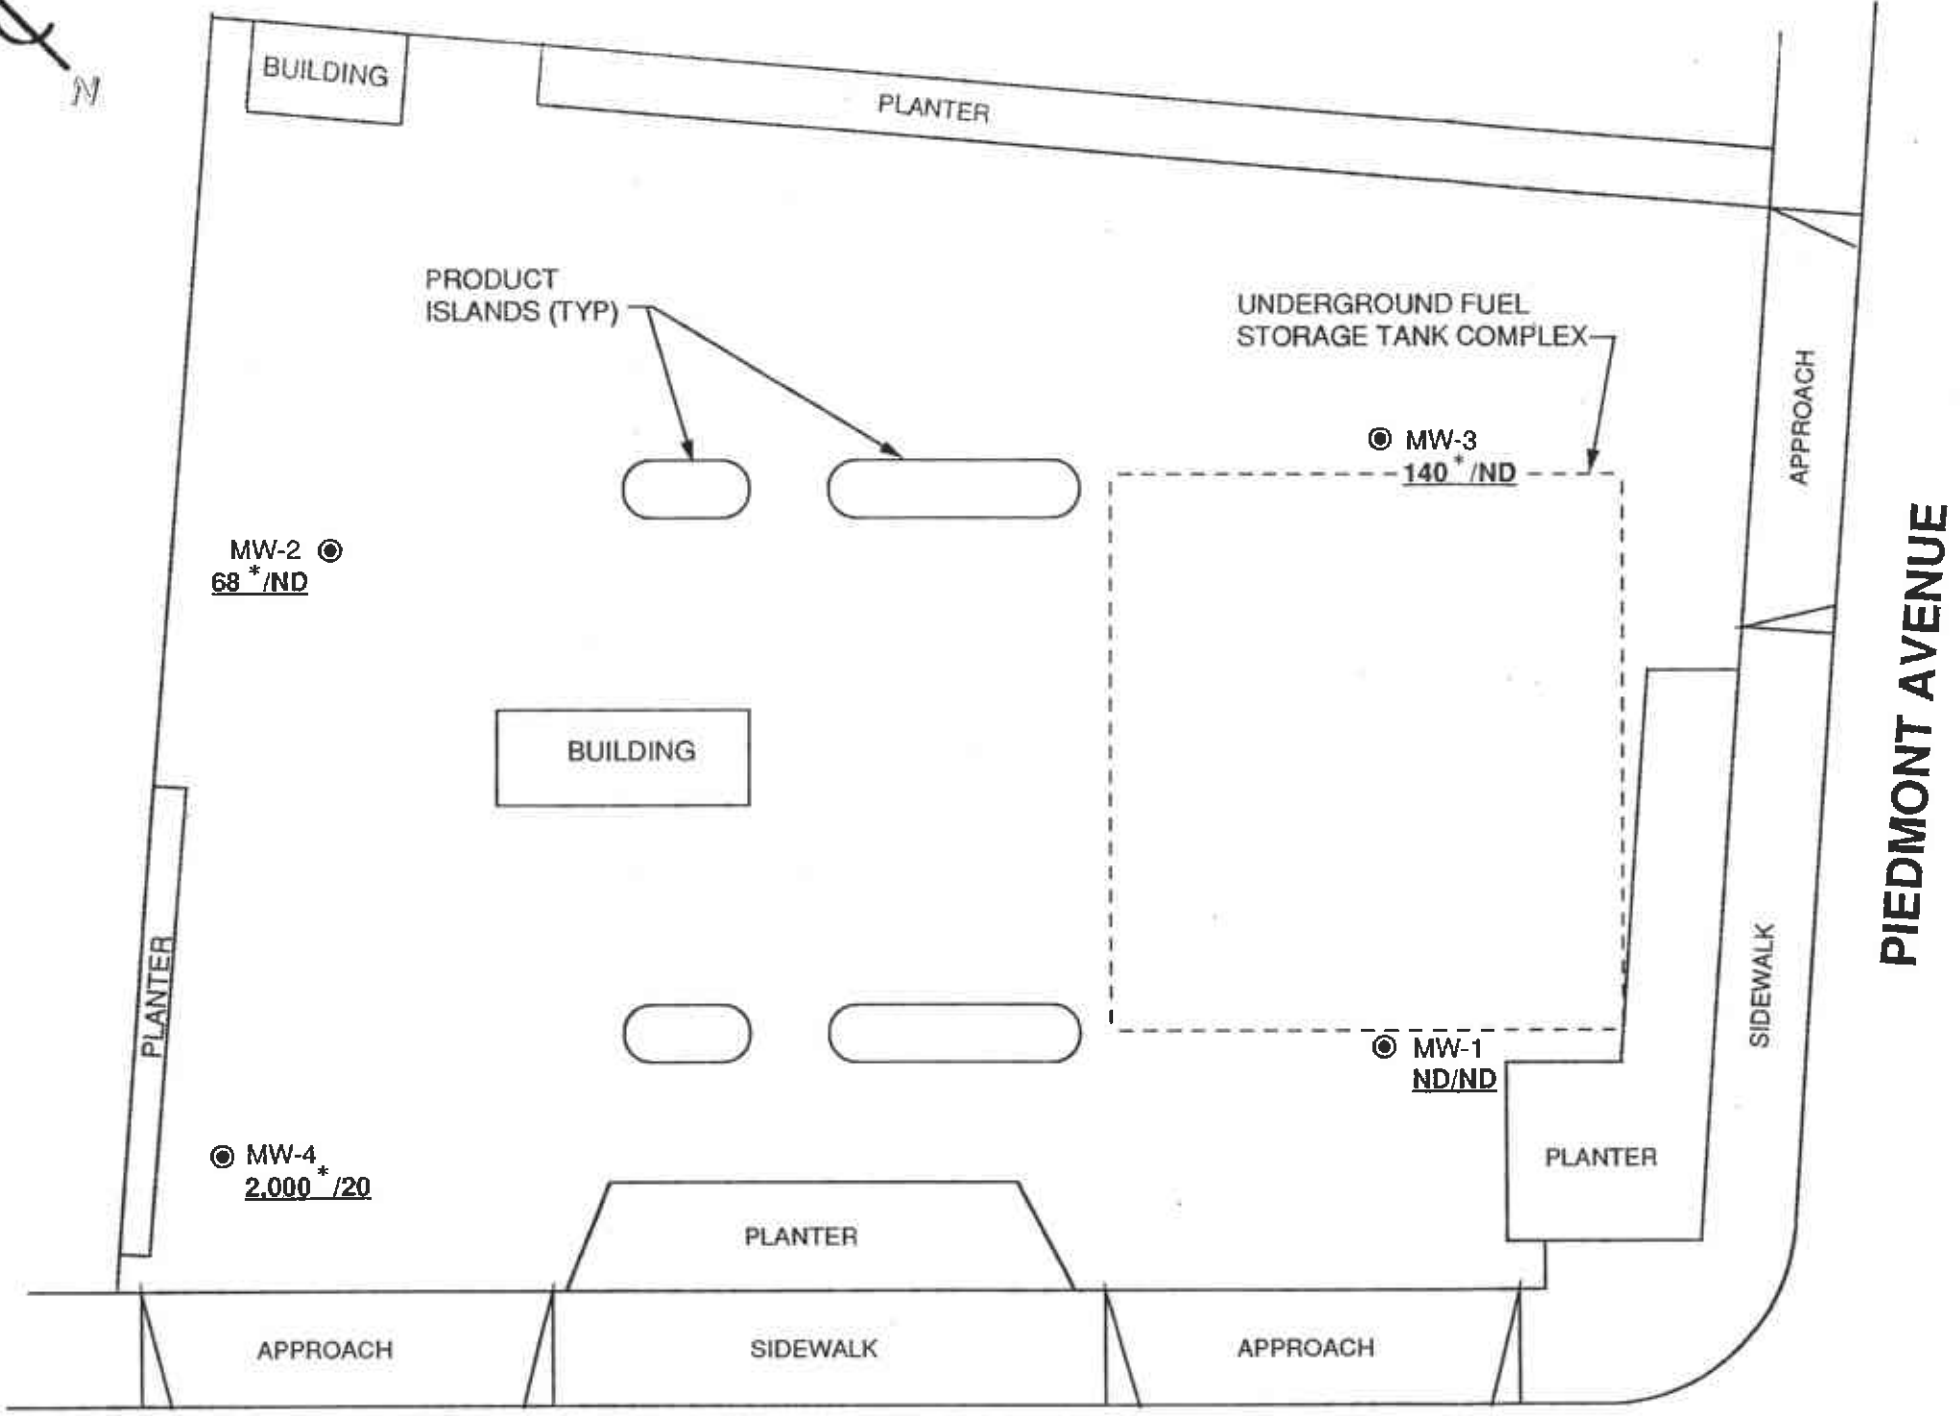 N
BUILDING
PLANTER
PRODUCT
ISLANDS (TYP)
UNDERGROUND FUEL
STORAGE TANK COMPLEX
APPROACH
MW-3
140*/ND
MW-2
68*/ND
PIEDMONT AVENUE
BUILDING
PLANTER
SIDEWALK
MW-1
ND/ND
MW-4
2,000*/20
PLANTER
PLANTER
APPROACH
SIDEWALK
APPROACH